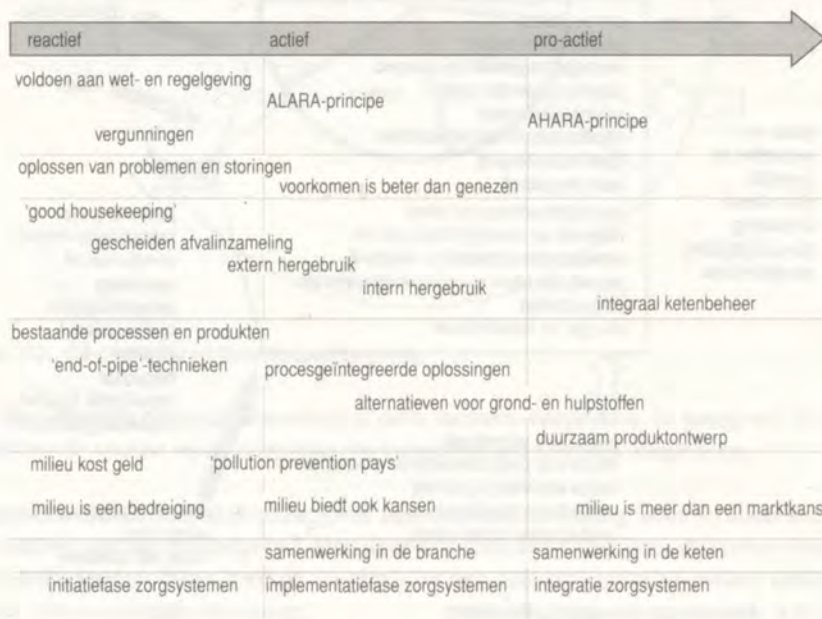 reactief actief pro-actief
voldoen aan wet- en regelgeving
ALARA-principe
AHARA-principe
vergunningen
oplossen van problemen en storingen
voorkomen is beter dan genezen
'good housekeeping'
gescheiden afvalinzameling
extern hergebruik
intern hergebruik
integraal ketenbeheer
bestaande processen en produkten
'end-of-pipe'-technieken procesgeïntegreerde oplossingen
alternatieven voor grond- en hulpstoffen
duurzaam produktontwerp
milieu kost geld 'pollution prevention pays'
milieu is een bedreiging milieu biedt ook kansen milieu is meer dan een marktkans
samenwerking in de branche samenwerking in de keten
initiatiefase zorgsystemen implementatiefase zorgsystemen integratie zorgsystemen